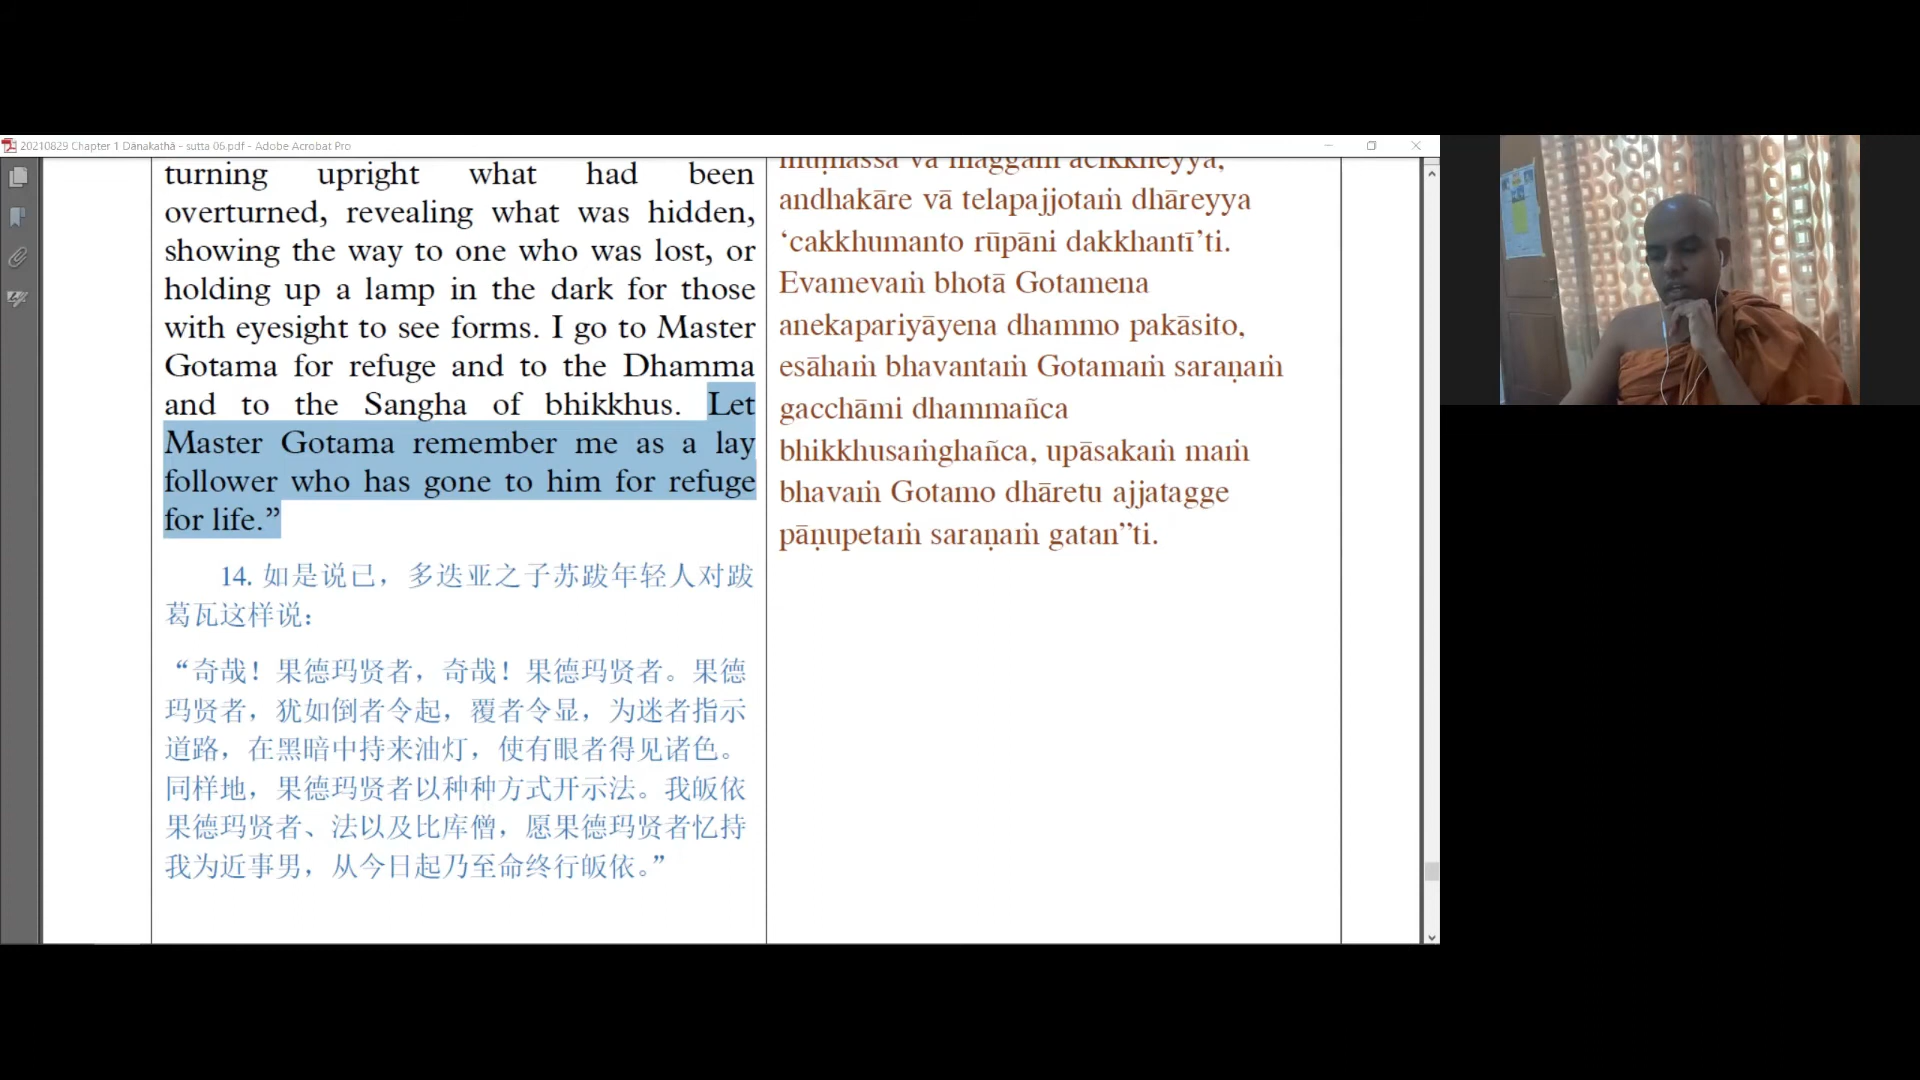 20210829 Chapter 1 Dānakathā - sutta 06.pdf - Adobe Acrobat Pro
turning upright what had been
overturned, revealing what was hidden,
showing the way to one who was lost, or
holding up a lamp in the dark for those
with eyesight to see forms. I go to Master
Gotama for refuge and to the Dhamma
and to the Sangha of bhikkhus. Let
Master Gotama remember me as a lay
follower who has gone to him for refuge
for life.”
14. 如是说已，多迭亚之子苏跋年轻人对跋
葛瓦这样说：
“奇哉！果德玛贤者，奇哉！果德玛贤者。果德
玛贤者，犹如倒者令起，覆者令显，为迷者指示
道路，在黑暗中持来油灯，使有眼者得见诸色。
同样地，果德玛贤者以种种方式开示法。我皈依
果德玛贤者、法以及比库僧，愿果德玛贤者忆持
我为近事男，从今日起乃至命终行皈依。”
vā maggaṁ ācikkheyya,
andhakāre vā telapajjotaṁ dhāreyya
‘cakkhumanto rūpāni dakkhantī’ti.
Evamevaṁ bhotā Gotamena
anekapariyāyena dhammo pakāsito,
esāhaṁ bhavantaṁ Gotamaṁ saraṇaṁ
gacchāmi dhammañca
bhikkhusaṁghañca, upāsakaṁ maṁ
bhavaṁ Gotamo dhāretu ajjatagge
pāṇupetaṁ saraṇaṁ gatan”ti.